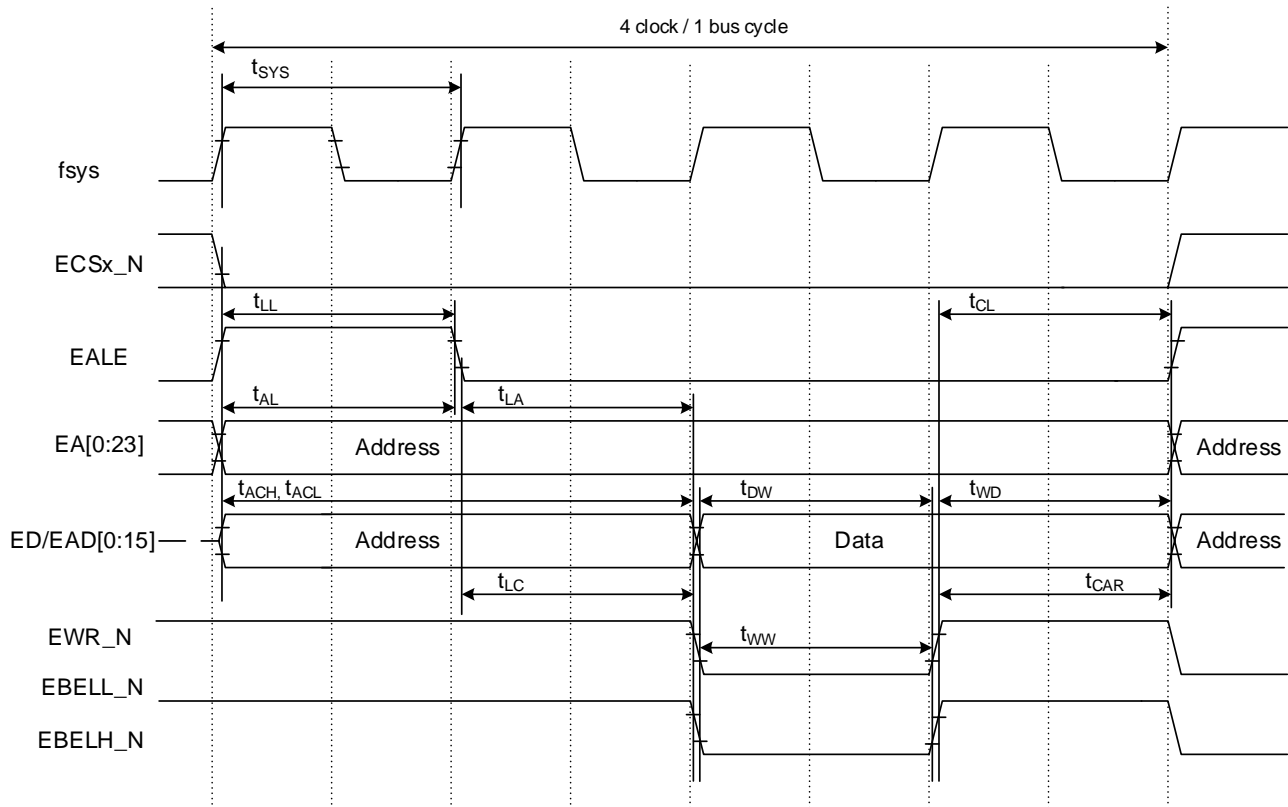 4 clock / 1 bus cycle
tSYS
fsys
ECSx_N
tLL
tCL
EALE
tAL
tLA
EA[0:23]
Address
Address
tACH, tACL
tDW
tWD
ED/EAD[0:15]
Address
Data
Address
tLC
tCAR
EWR_N
tWW
EBELL_N
EBELH_N